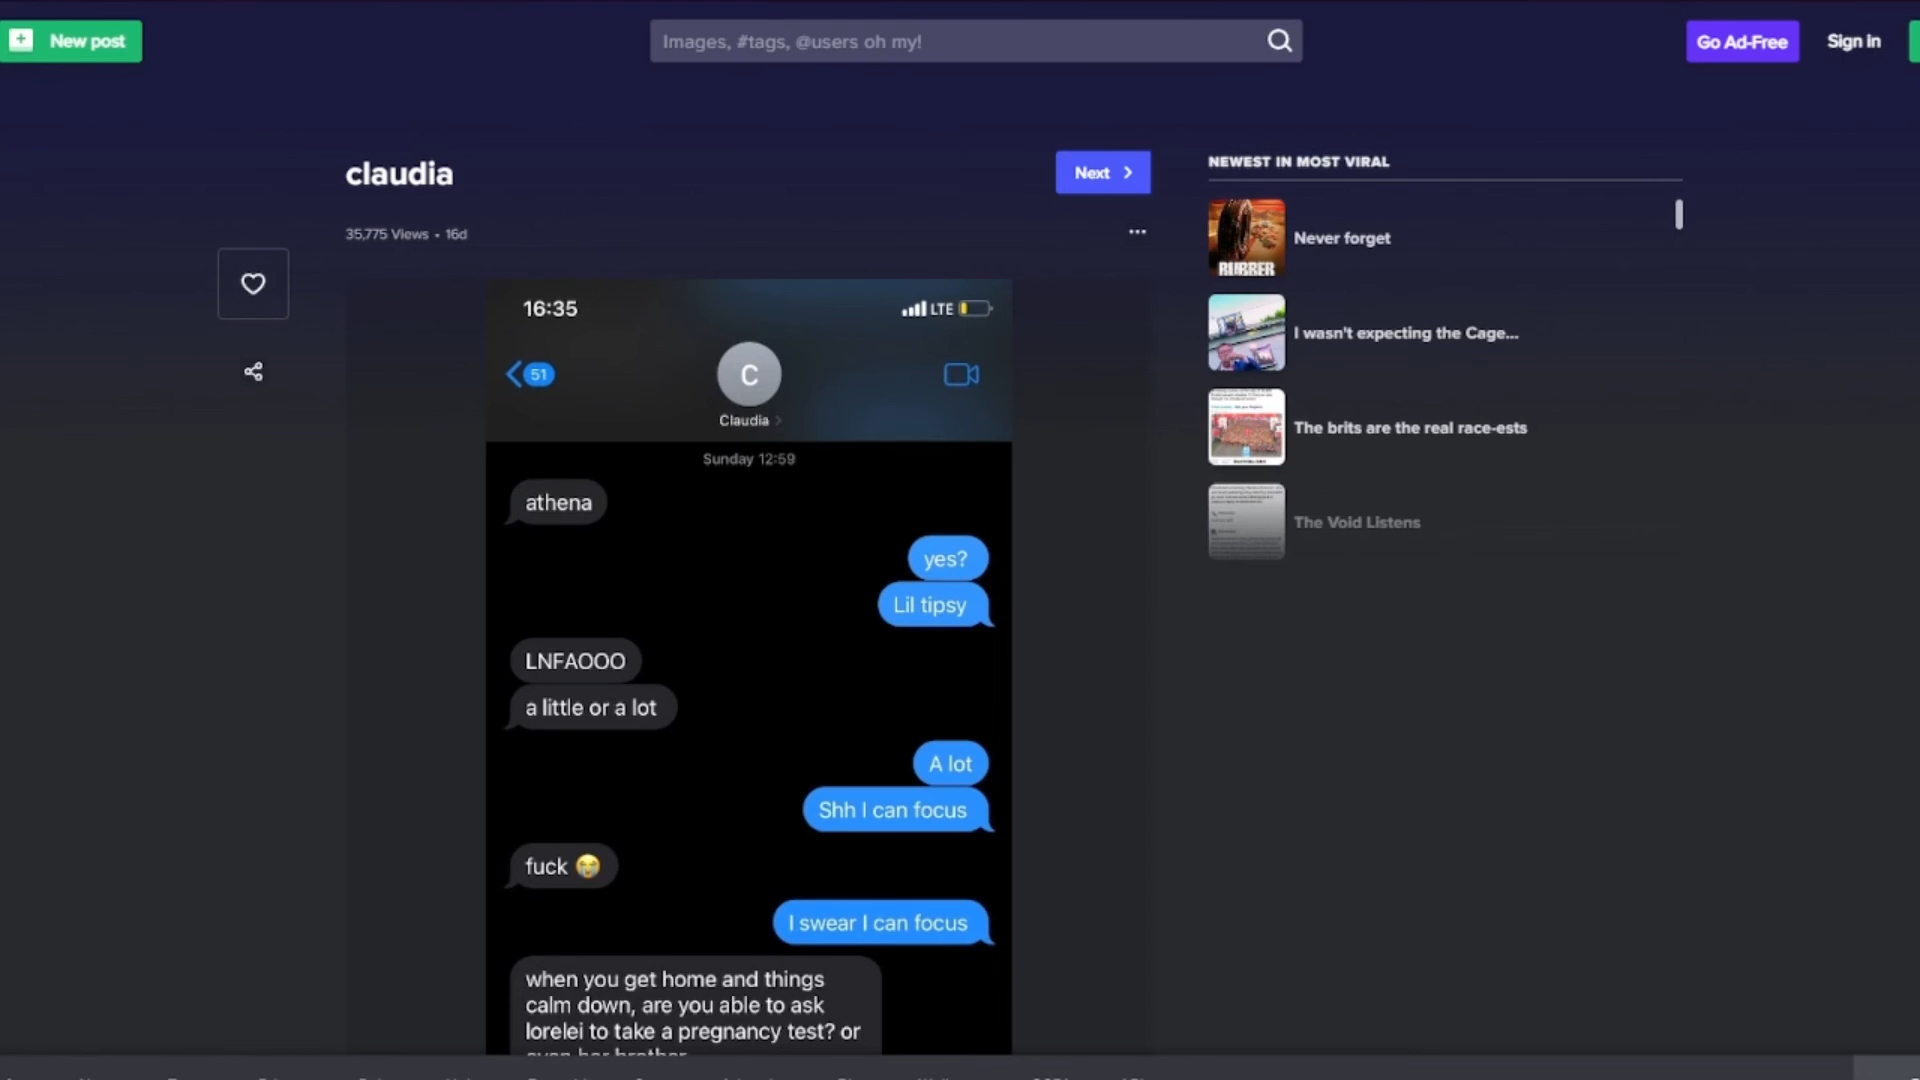 New post
Images, #tags, @users oh my!
Go Ad-Free
Sign in
claudia
Next
35,775 Views • 16d
NEWEST IN MOST VIRAL
RUBBER
Never forget
I wasn't expecting the Cage...
The brits are the real race-ests
The Void Listens
16:35
LTE
51
C
Claudia
Sunday 12:59
athena
yes?
Lil tipsy
LNFAOOO
a little or a lot
A lot
Shh I can focus
fuck 😭
I swear I can focus
when you get home and things
calm down, are you able to ask
lorelei to take a pregnancy test? or
even her brother